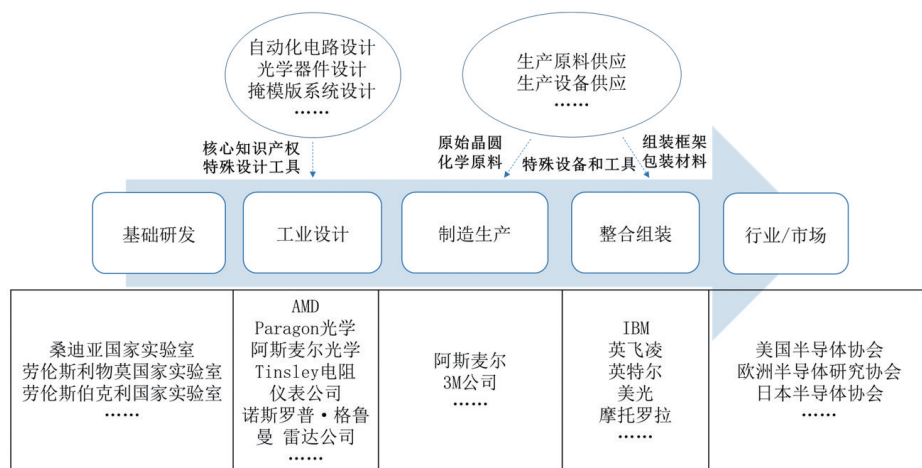 自动化电路设计
光学器件设计
掩模版系统设计
……
生产原料供应
生产设备供应
……
核心知识产权
特殊设计工具
原始晶圆
化学原料
特殊设备和工具
组装框架
包装材料
基础研发
工业设计
制造生产
整合组装
行业/市场
桑迪亚国家实验室
劳伦斯利物莫国家实验室
劳伦斯伯克利国家实验室
……
AMD
Paragon光学
阿斯麦尔光学
Tinsley电阻
仪表公司
诺斯罗普·格鲁
曼 雷达公司
……
阿斯麦尔
3M公司
……
IBM
英飞凌
英特尔
美光
摩托罗拉
……
美国半导体协会
欧洲半导体研究协会
日本半导体协会
……